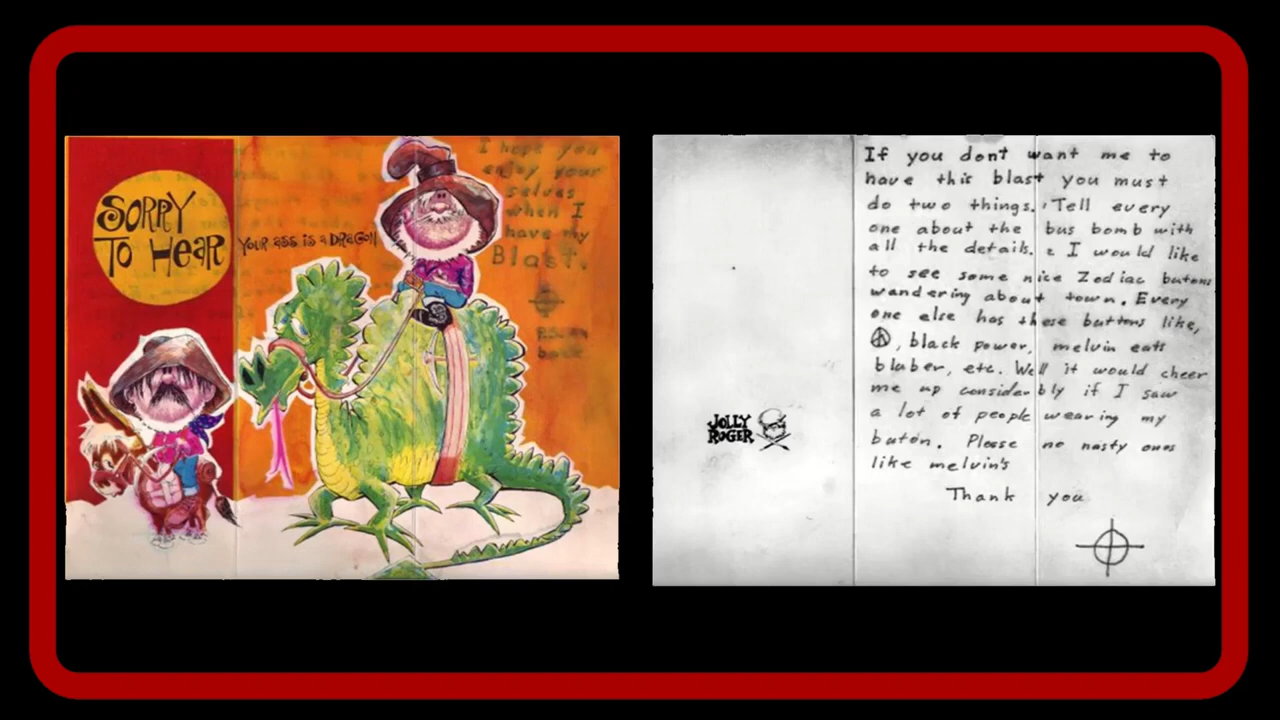 SORRY
TO HEAR
YOUR ASS IS A DRAGON
I hope you
enjoy your
selves
when I
have my
Blast.
P.S. on
back
JOLLY
ROGER
If you dont want me to
have this blast you must
do two things. Tell every
one about the bus bomb with
all the details. 2 I would like
to see some nice Zodiac butons
wandering about town. Every
one else has these buttons like,
☮, black power, melvin eats
bluber, etc. Well it would cheer
me up considerbly if I saw
a lot of people wearing my
buton. Please no nasty ones
like melvin's
Thank you